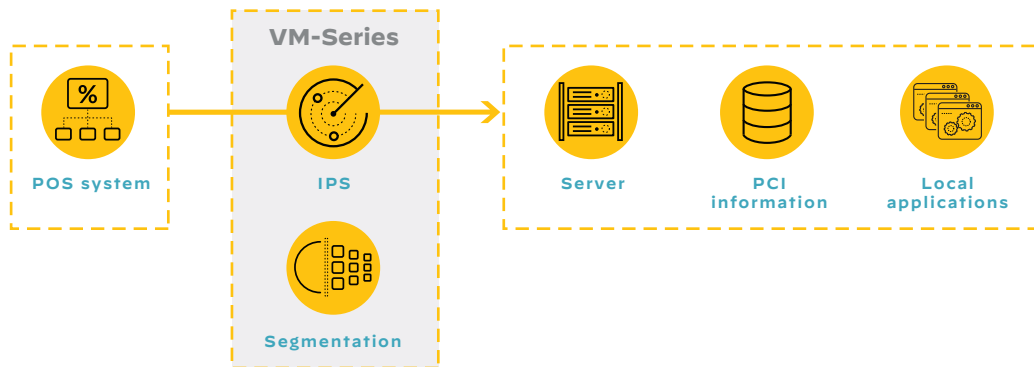 VM-Series
%
POS system
IPS
Server
PCI
information
Local
applications
Segmentation